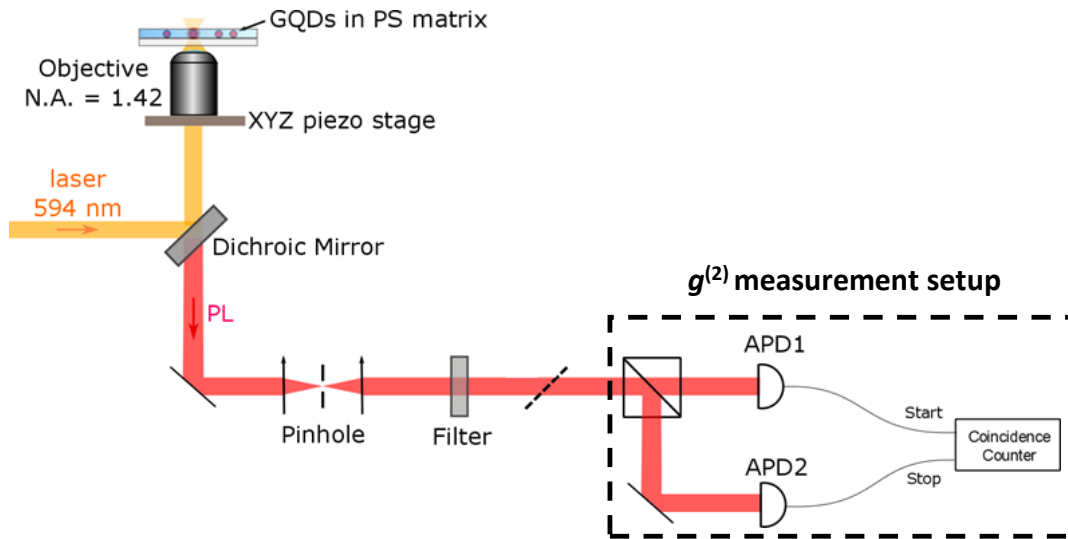 GQDs in PS matrix
Objective
N.A. = 1.42
XYZ piezo stage
laser
594 nm
Dichroic Mirror
PL
g(2) measurement setup
APD1
Pinhole
Filter
Start
Coincidence
Counter
APD2
Stop